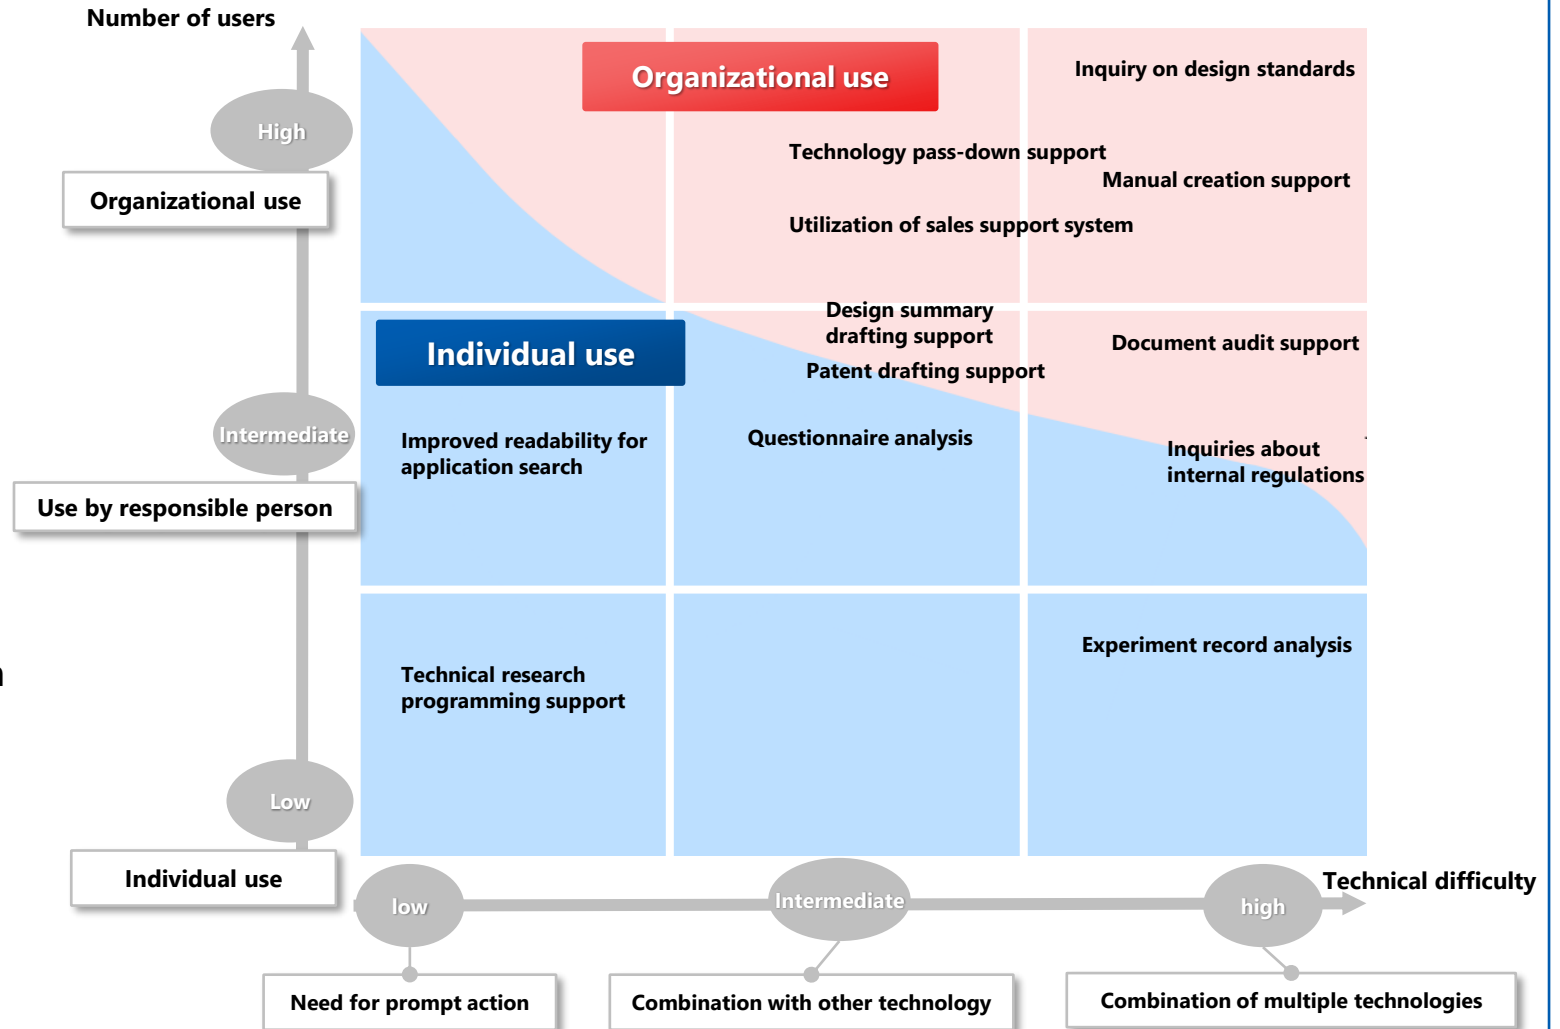 Number of users
Organizational use
Inquiry on design standards
High
Technology pass-down support
Manual creation support
Organizational use
Utilization of sales support system
Design summary
drafting support
Individual use
Document audit support
Patent drafting support
Intermediate
Improved readability for
application search
Questionnaire analysis
Inquiries about
internal regulations
Use by responsible person
Experiment record analysis
Technical research
programming support
Low
Individual use
Technical difficulty
low
Intermediate
high
Need for prompt action
Combination with other technology
Combination of multiple technologies